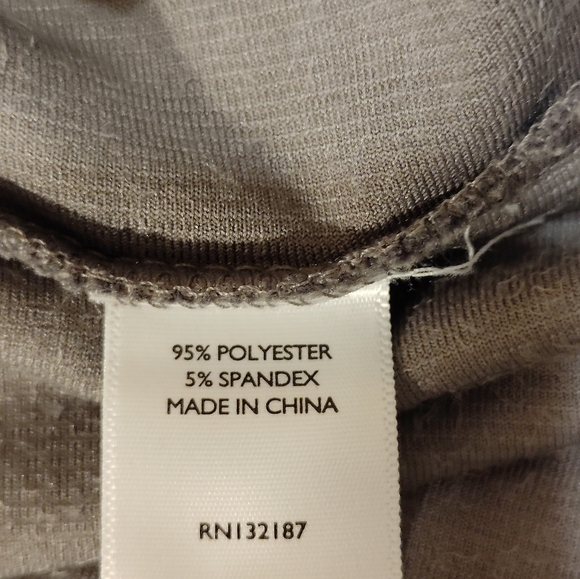 95% POLYESTER
5% SPANDEX
MADE IN CHINA
RN132187